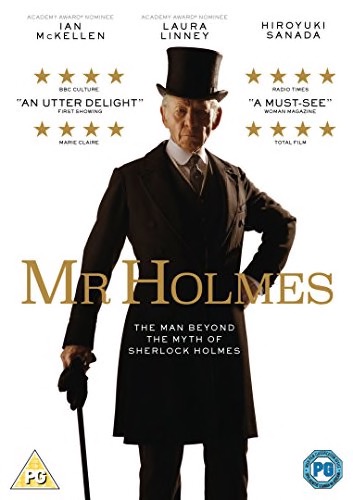 ACADEMY AWARD® NOMINEE
IAN
McKELLEN
ACADEMY AWARD® NOMINEE
LAURA
LINNEY
HIROYUKI
SANADA
BBC CULTURE
"AN UTTER DELIGHT"
FIRST SHOWING
MARIE CLAIRE
RADIO TIMES
"A MUST-SEE"
WOMAN MAGAZINE
TOTAL FILM
MR HOLMES
THE MAN BEYOND
THE MYTH OF
SHERLOCK HOLMES
PG
PG